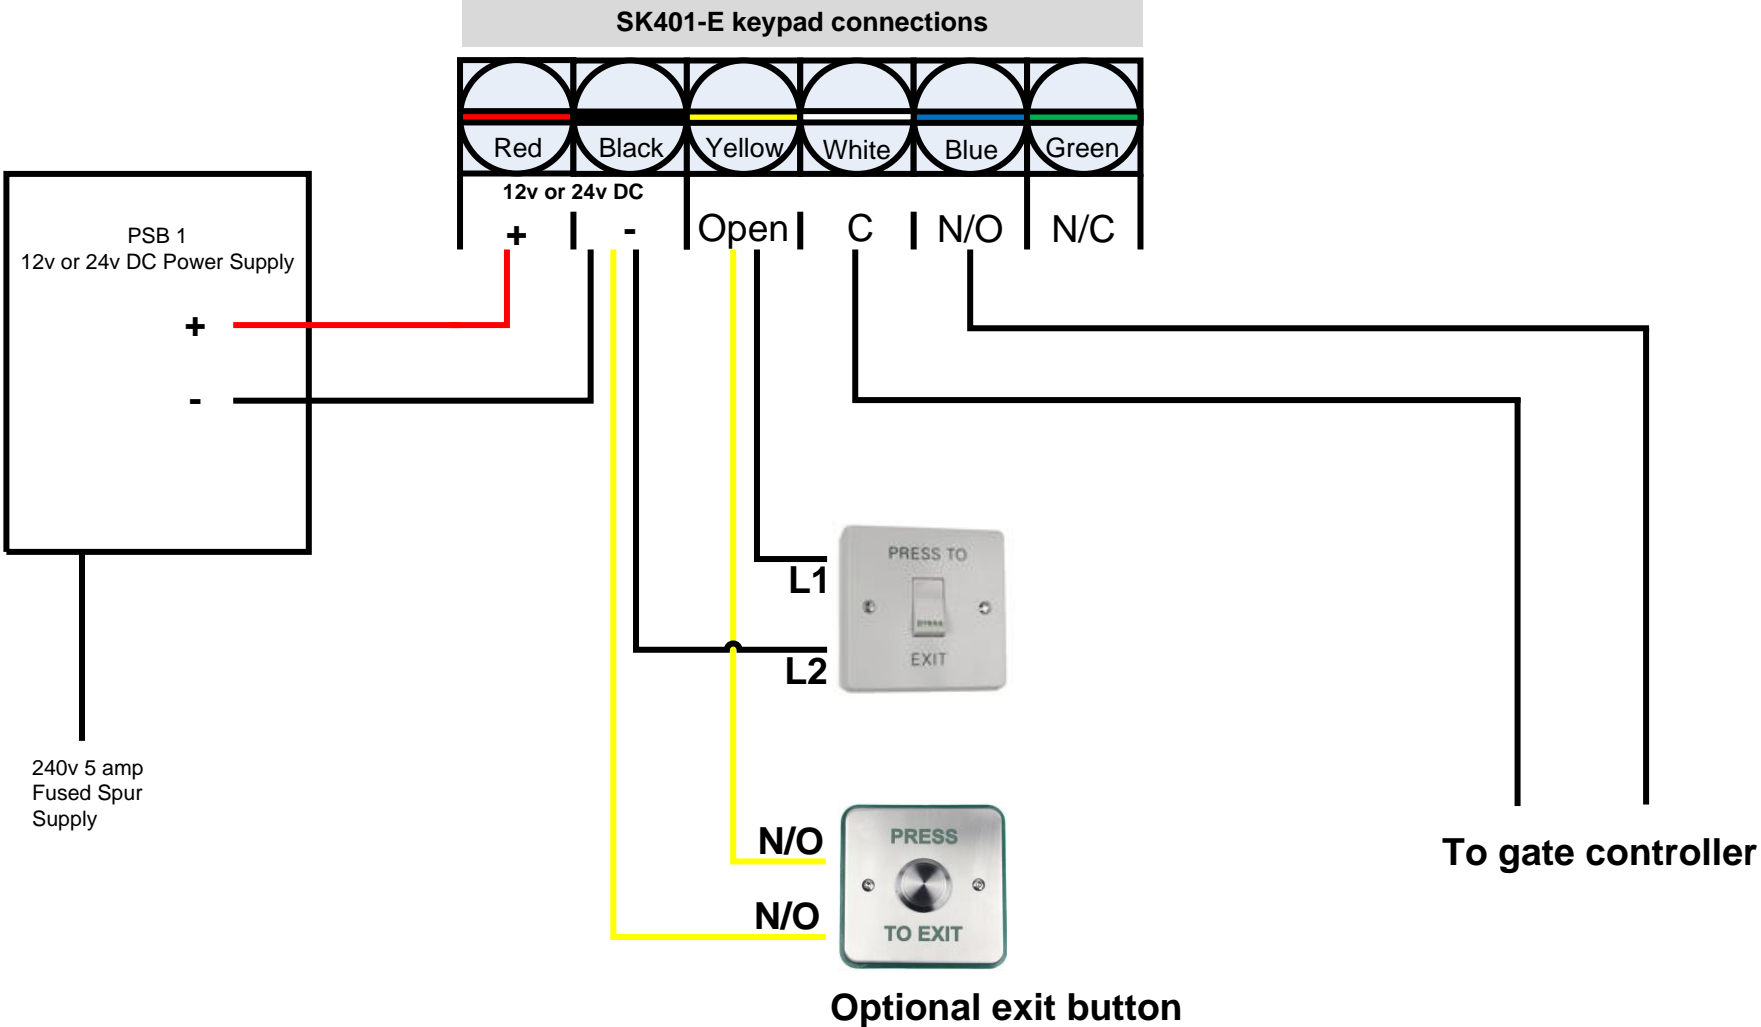 SK401-E keypad connections
Red Black Yellow White Blue Green
12v or 24v DC
+ - Open C N/O N/C
PSB 1
12v or 24v DC Power Supply
+
-
240v 5 amp
Fused Spur
Supply
L1
L2
PRESS TO
press
EXIT
N/O
N/O
PRESS
TO EXIT
Optional exit button
To gate controller